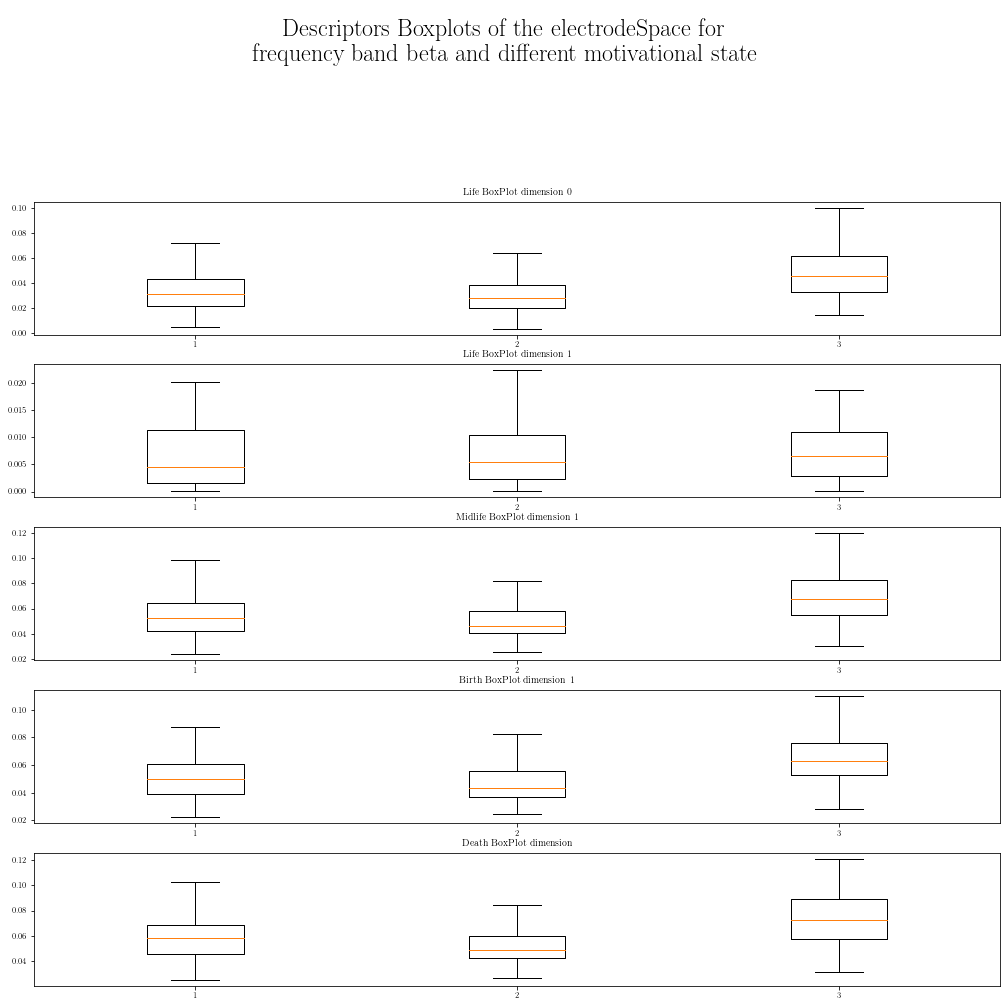 Descriptors Boxplots of the electrodeSpace for
frequency band beta and different motivational state
Life BoxPlot dimension 0
0.10
0.08
0.06
0.04
0.02
0.00
1 2 3
Life BoxPlot dimension 1
0.020
0.015
0.010
0.005
0.000
1 2 3
Midlife BoxPlot dimension 1
0.12
0.10
0.08
0.06
0.04
0.02
1 2 3
Birth BoxPlot dimension 1
0.10
0.08
0.06
0.04
0.02
1 2 3
Death BoxPlot dimension
0.12
0.10
0.08
0.06
0.04
1 2 3